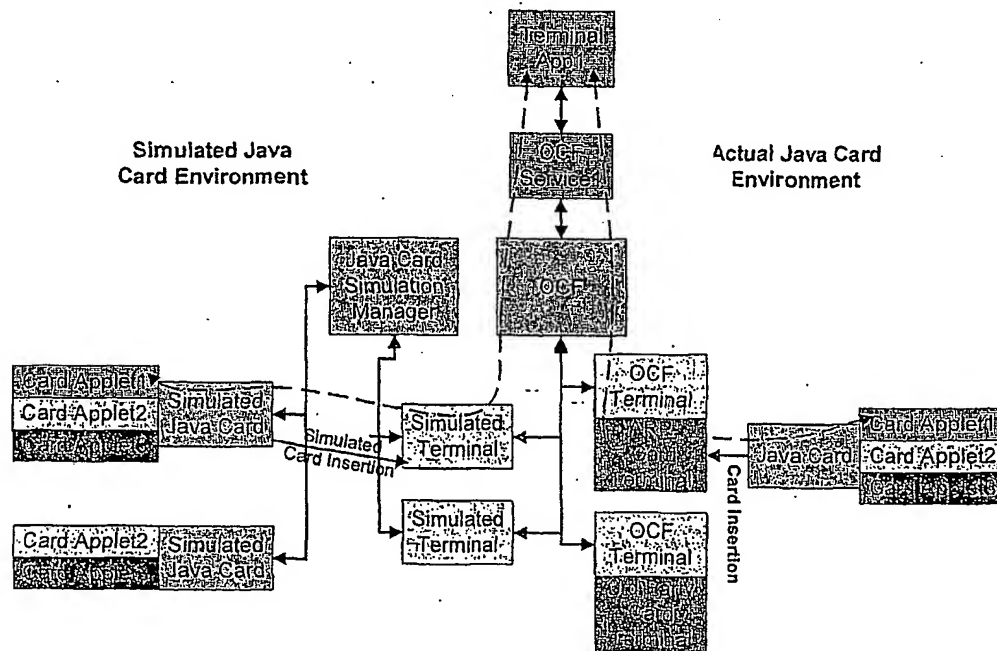 Terminal
App1
Simulated Java
Card Environment
OCF
Service1
Actual Java Card
Environment
Java Card
Simulation
Manager
OCF
Card Applet1
Card Applet2
Simulated
Java Card
Simulated
Card Insertion
Simulated
Terminal
OCF
Terminal
Java Card
Card Applet1
Card Applet2
Card Insertion
Card Applet2
Simulated
Java Card
Simulated
Terminal
OCF
Terminal
Card
Terminal